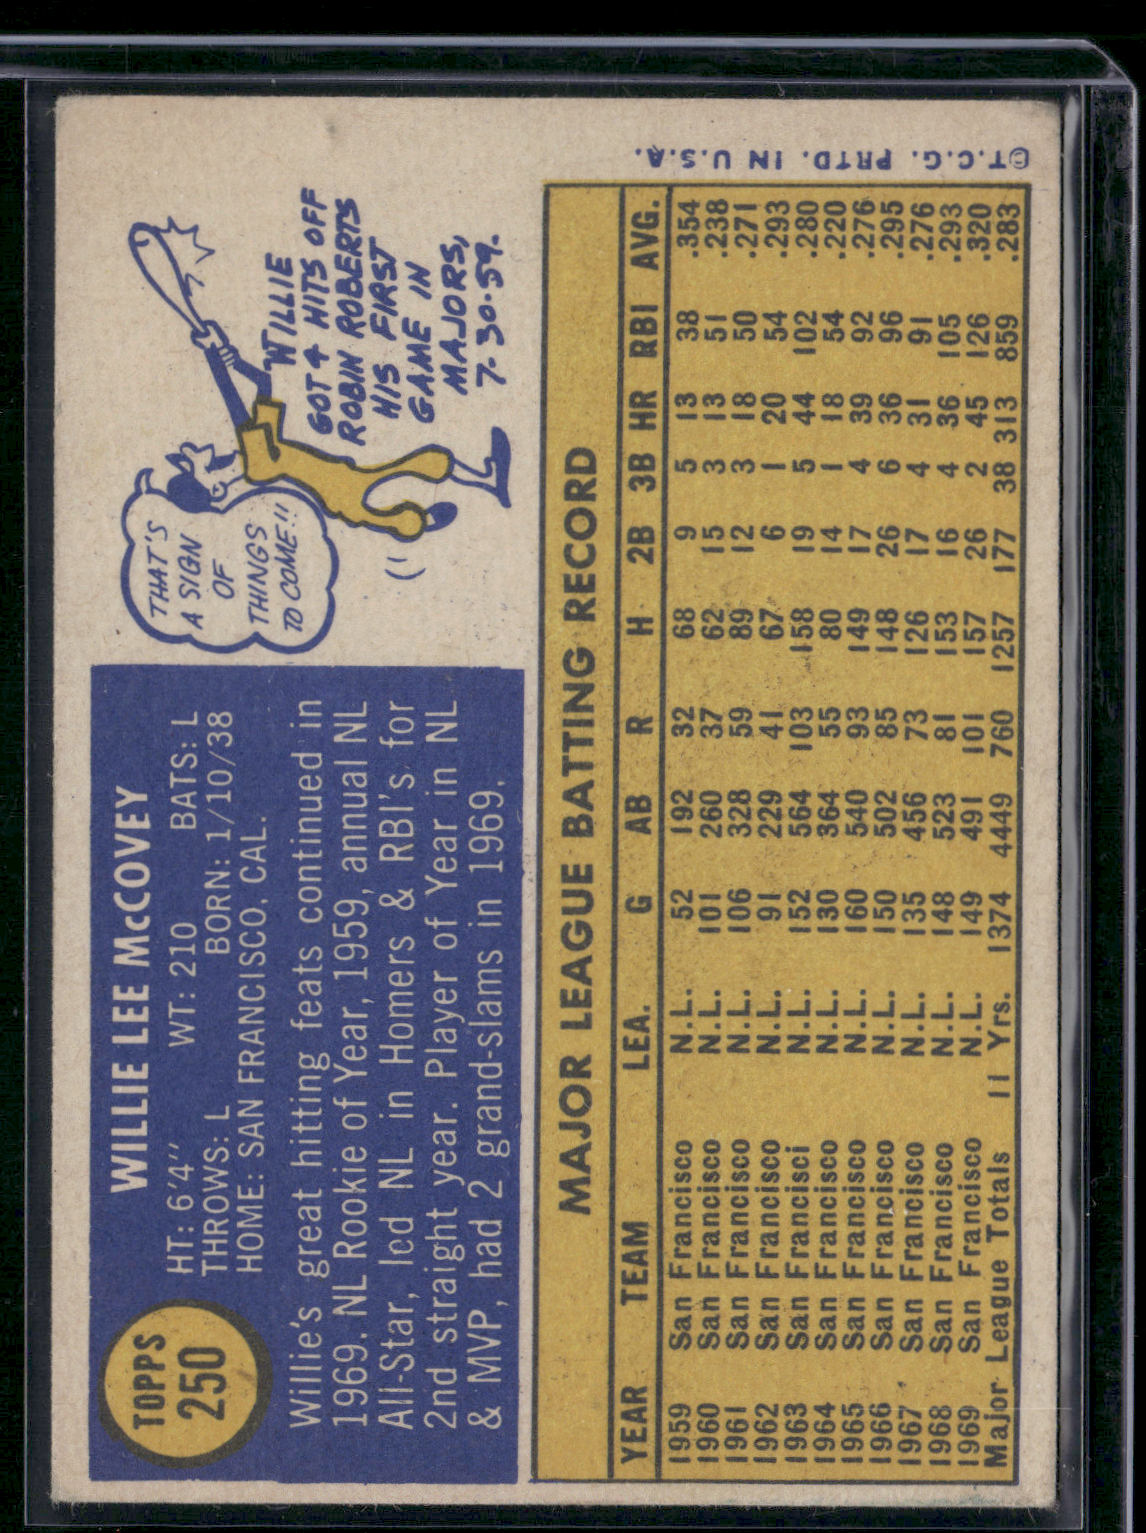 TOPPS
250
WILLIE LEE McCOVEY
HT: 6'4" WT: 210 BATS: L
THROWS: L BORN: 1/10/38
HOME: SAN FRANCISCO, CAL.
Willie's great hitting feats continued in
1969. NL Rookie of Year, 1959, annual NL
All-Star, led NL in Homers & RBI's for
2nd straight year. Player of Year in NL
& MVP, had 2 grand-slams in 1969.
THAT'S
A SIGN
OF
THINGS
TO COME!!
WILLIE
GOT 4 HITS OFF
ROBIN ROBERTS
HIS FIRST
GAME IN
MAJORS,
7-30-59.
MAJOR LEAGUE BATTING RECORD
YEAR TEAM LEA. G AB R H 2B 3B HR RBI AVG.
1959 San Francisco N.L. 52 192 32 68 9 5 13 38 .354
1960 San Francisco N.L. 101 260 37 62 15 3 13 51 .238
1961 San Francisco N.L. 106 328 59 89 12 3 18 50 .271
1962 San Francisco N.L. 91 229 41 67 6 1 20 54 .293
1963 San Francisci N.L. 152 564 103 158 19 5 44 102 .280
1964 San Francisco N.L. 130 364 55 80 14 1 18 54 .220
1965 San Francisco N.L. 160 540 93 149 17 4 39 92 .276
1966 San Francisco N.L. 150 502 85 148 26 6 36 96 .295
1967 San Francisco N.L. 135 456 73 126 17 4 31 91 .276
1968 San Francisco N.L. 148 523 81 153 16 4 36 105 .293
1969 San Francisco N.L. 149 491 101 157 26 2 45 126 .320
Major League Totals 11 Yrs. 1374 4449 760 1257 177 38 313 859 .283
©T.C.G. PRTD. IN U.S.A.